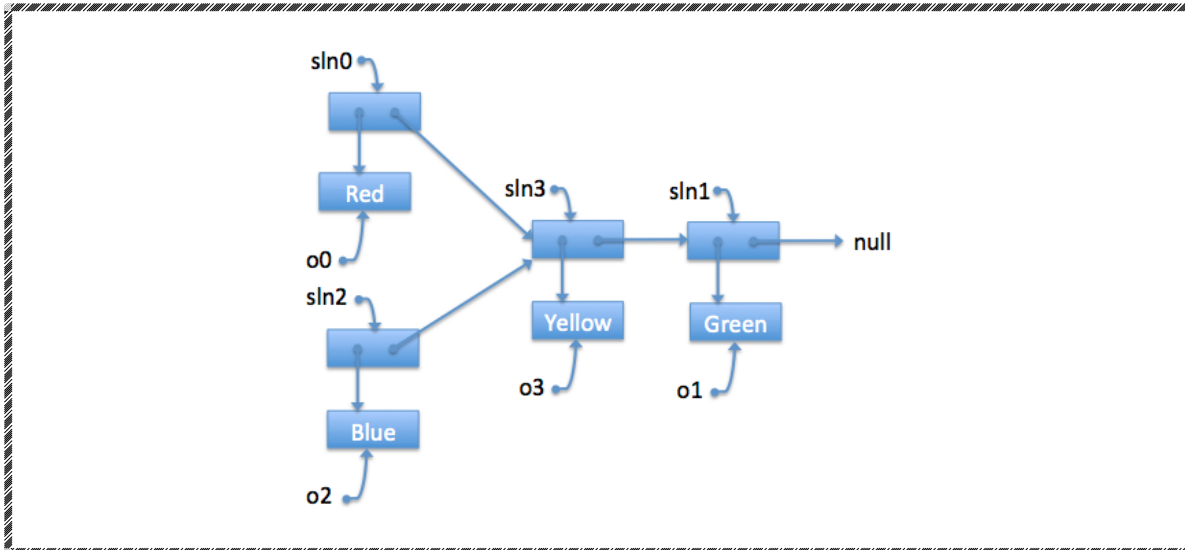 sln0
Red
o0
sln2
Blue
o2
sln3
Yellow
o3
sln1
Green
o1
null